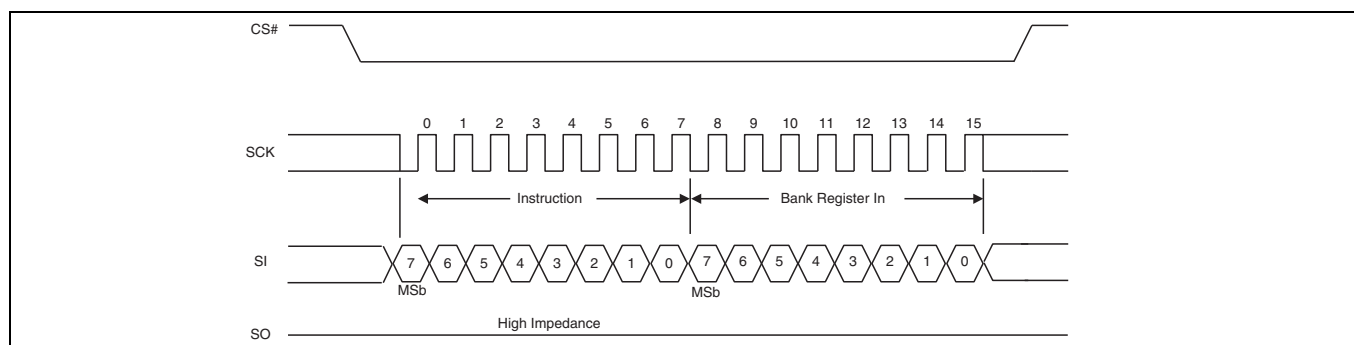 CS#
0 1 2 3 4 5 6 7 8 9 10 11 12 13 14 15
SCK
Instruction Bank Register In
SI 7 6 5 4 3 2 1 0 7 6 5 4 3 2 1 0
MSb MSb
High Impedance
SO